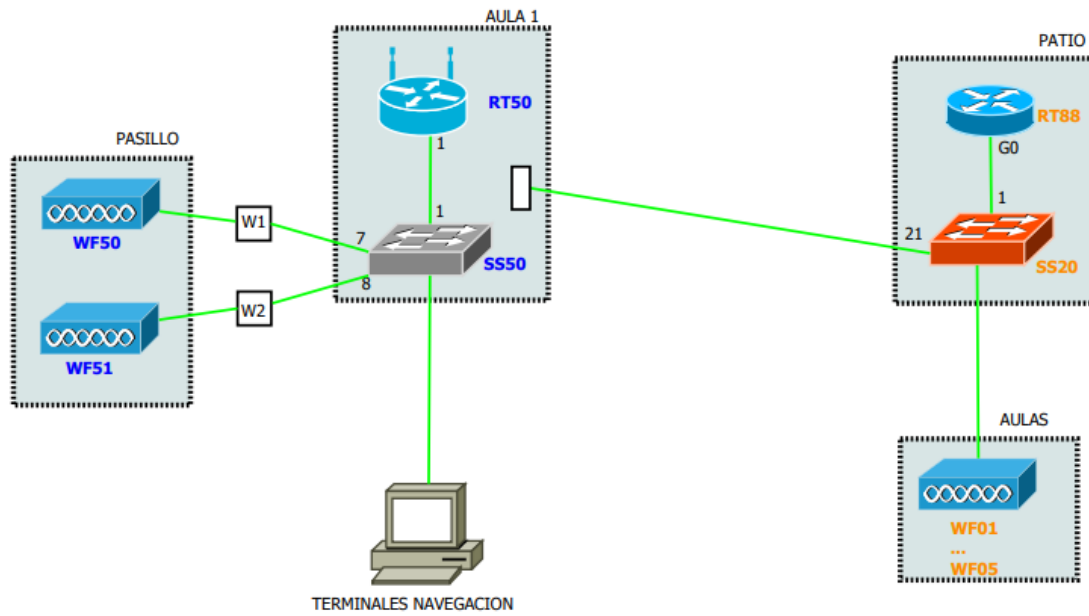 AULA 1
PATIO
RT50
RT88
1
G0
PASILLO
1
1
W1
7
21
WF50
SS50
SS20
8
W2
WF51
AULAS
WF01
...
WF05
TERMINALES NAVEGACION